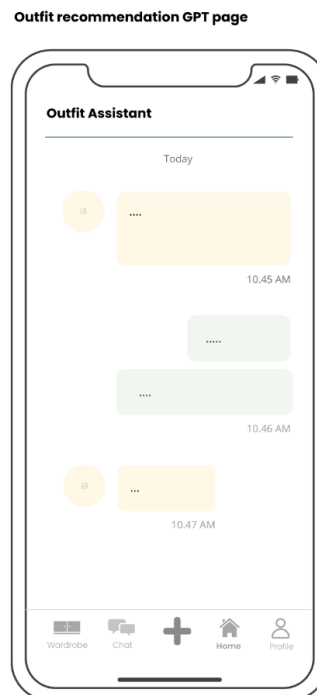 Outfit recommendation GPT page
Outfit Assistant
Today
....
10.45 AM
.....
....
10.46 AM
...
10.47 AM
Wardrobe
Chat
Home
Profile